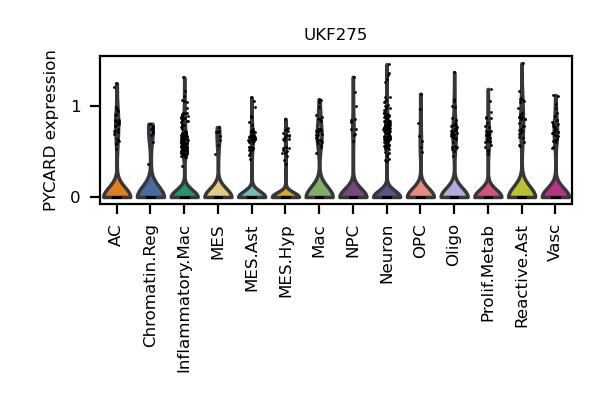 UKF275
PYCARD expression
1
0
AC
Chromatin.Reg
Inflammatory.Mac
MES
MES.Ast
MES.Hyp
Mac
NPC
Neuron
OPC
Oligo
Prolif.Metab
Reactive.Ast
Vasc